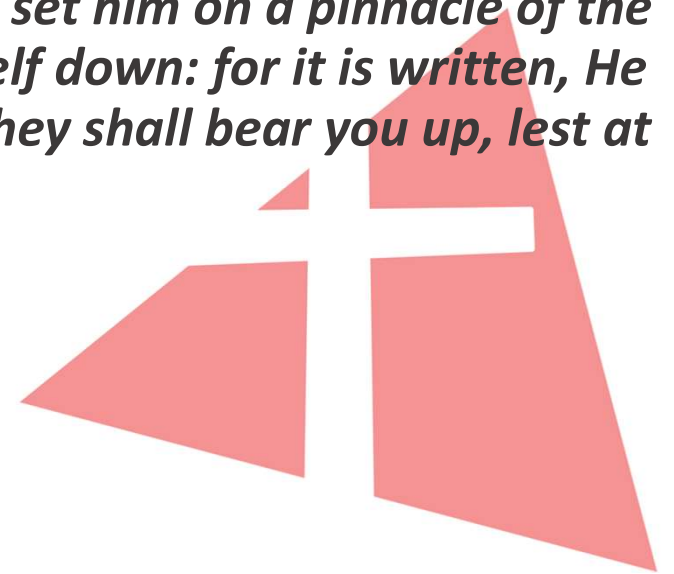 set him on a pinnacle of the
elf down: for it is written, He
hey shall bear you up, lest at